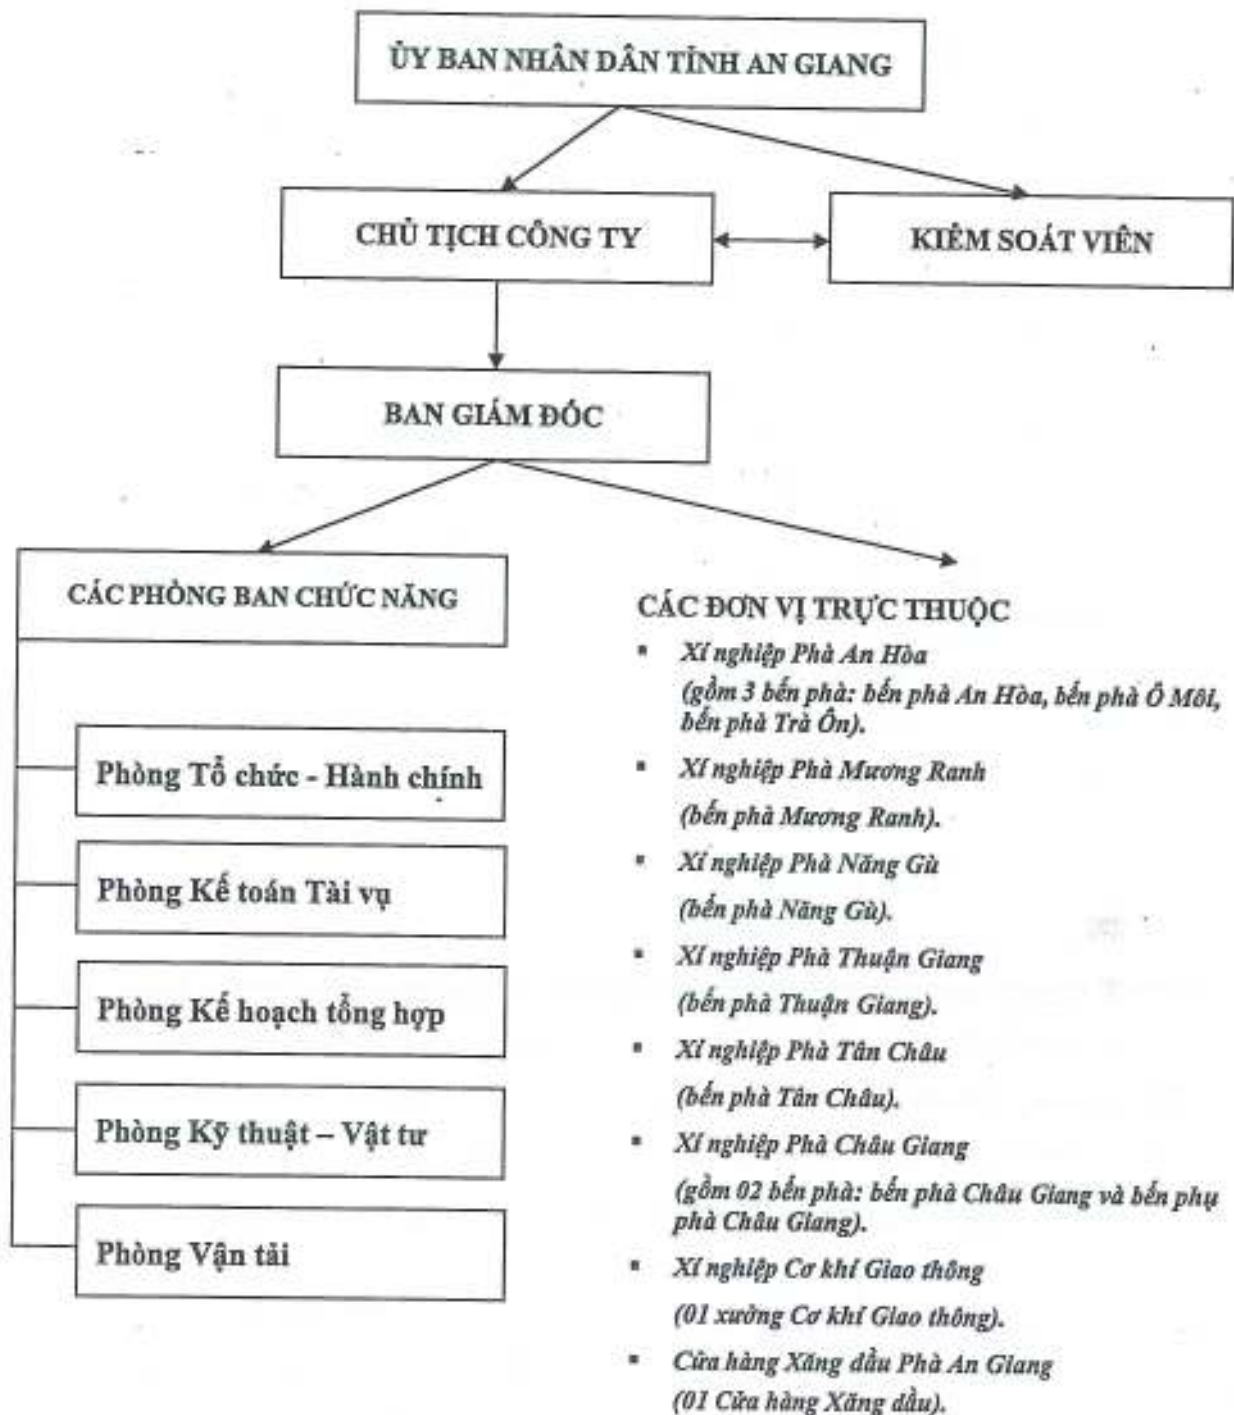 ỦY BAN NHÂN DÂN TỈNH AN GIANG
CHỦ TỊCH CÔNG TY
KIỂM SOÁT VIÊN
BAN GIÁM ĐỐC
CÁC PHÒNG BAN CHỨC NĂNG
Phòng Tổ chức - Hành chính
Phòng Kế toán Tài vụ
Phòng Kế hoạch tổng hợp
Phòng Kỹ thuật – Vật tư
Phòng Vận tải
CÁC ĐƠN VỊ TRỰC THUỘC
▪ Xí nghiệp Phà An Hòa
(gồm 3 bến phà: bến phà An Hòa, bến phà Ô Môi,
bến phà Trà Ôn).
▪ Xí nghiệp Phà Mương Ranh
(bến phà Mương Ranh).
▪ Xí nghiệp Phà Năng Gù
(bến phà Năng Gù).
▪ Xí nghiệp Phà Thuận Giang
(bến phà Thuận Giang).
▪ Xí nghiệp Phà Tân Châu
(bến phà Tân Châu).
▪ Xí nghiệp Phà Châu Giang
(gồm 02 bến phà: bến phà Châu Giang và bến phụ
phà Châu Giang).
▪ Xí nghiệp Cơ khí Giao thông
(01 xưởng Cơ khí Giao thông).
▪ Cửa hàng Xăng dầu Phà An Giang
(01 Cửa hàng Xăng dầu).